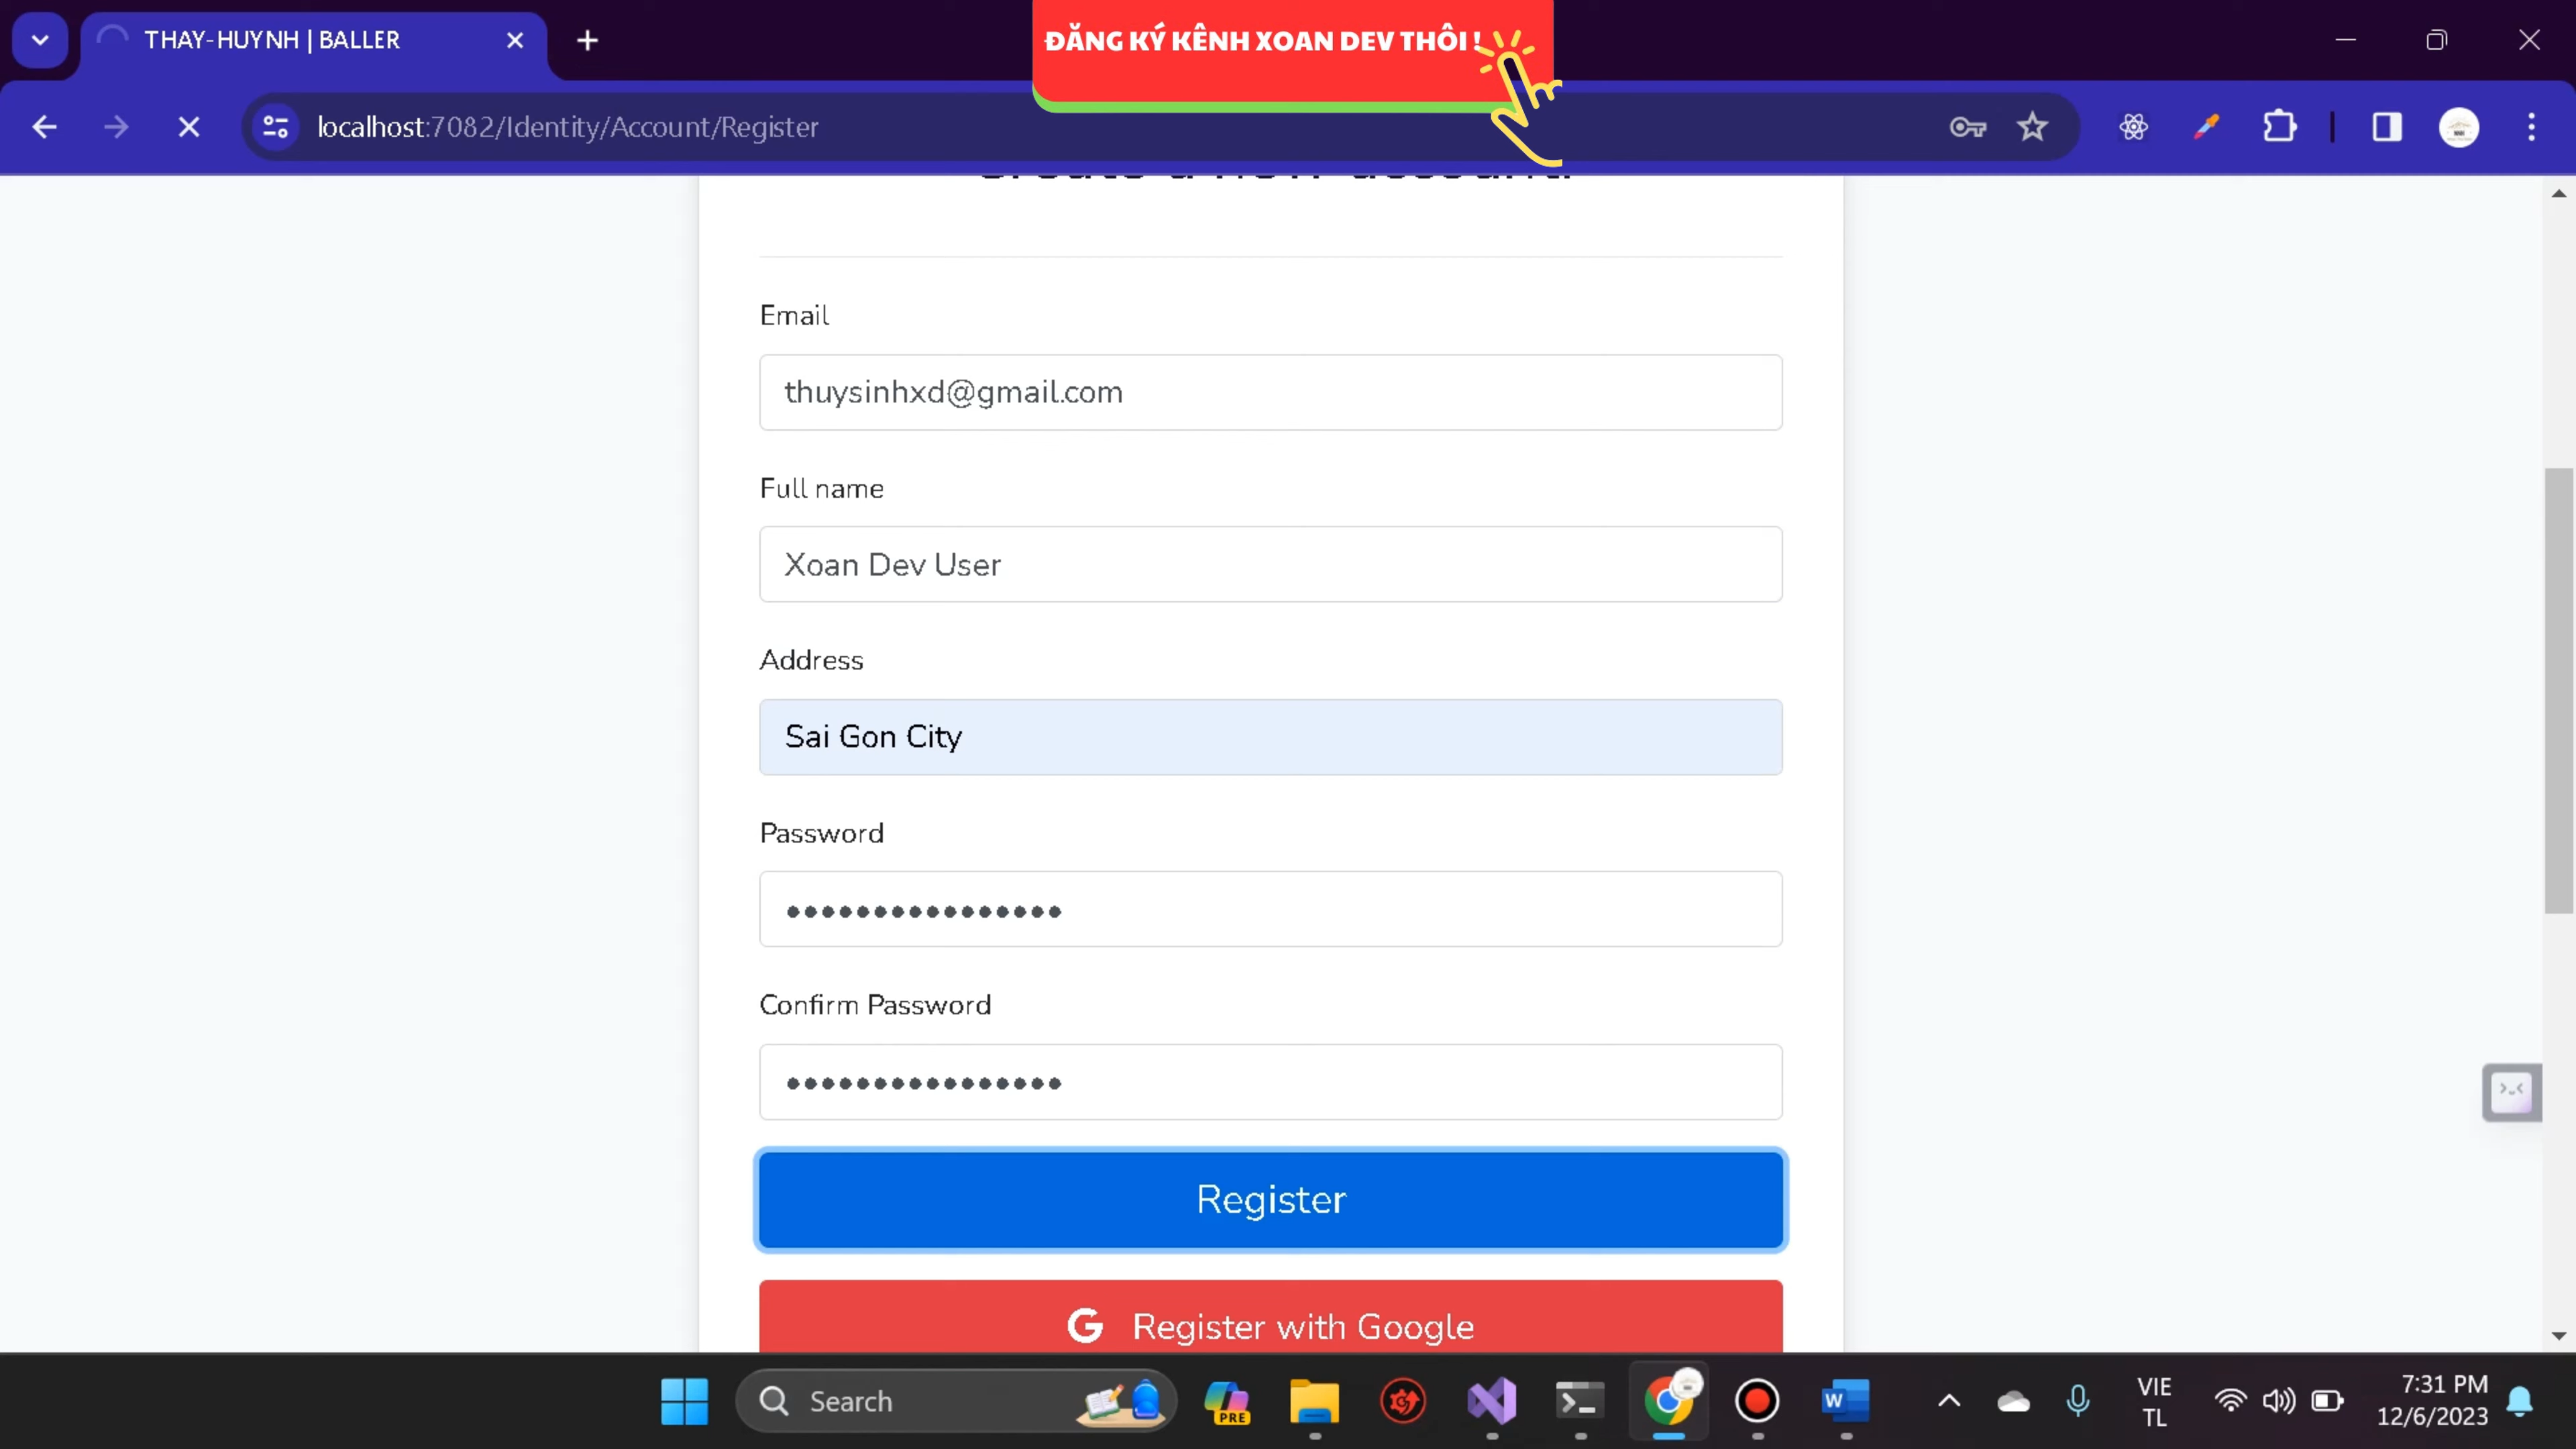 THAY-HUYNH | BALLER
ĐĂNG KÝ KÊNH XOAN DEV THÔI !
localhost:7082/Identity/Account/Register
Email
thuysinhxd@gmail.com
Full name
Xoan Dev User
Address
Sai Gon City
Password
Confirm Password
Register
Register with Google
Search
PRE
W
VIE
TL
7:31 PM
12/6/2023